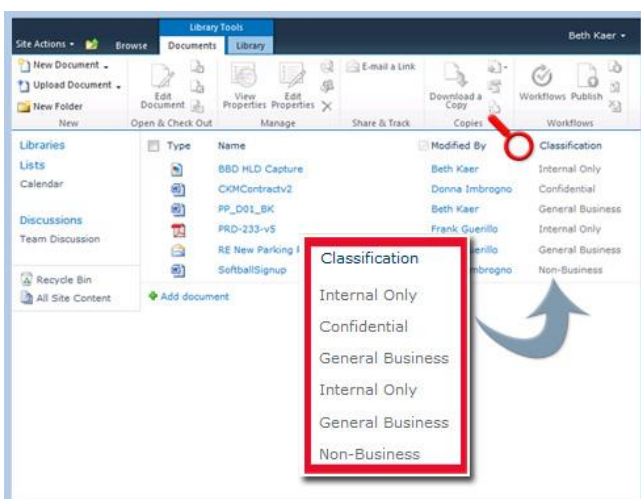 Library Tools
Site Actions Browse Documents Library Beth Kaer
New Document
Upload Document
New Folder
New
Edit Document
Open & Check Out
View Properties
Edit Properties
Manage
E-mail a Link
Share & Track
Download a Copy
Copies
Workflows Publish
Workflows
Libraries
Lists
Calendar
Discussions
Team Discussion
Recycle Bin
All Site Content
Type Name Modified By Classification
BBD HLD Capture Beth Kaer Internal Only
CKMContractv2 Donna Imbrogno Confidential
PP_D01_BK Beth Kaer General Business
PRD-233-v5 Frank Guerillo Internal Only
RE New Parking General Business
SoftballSignup Non-Business
Add document
Classification
Internal Only
Confidential
General Business
Internal Only
General Business
Non-Business